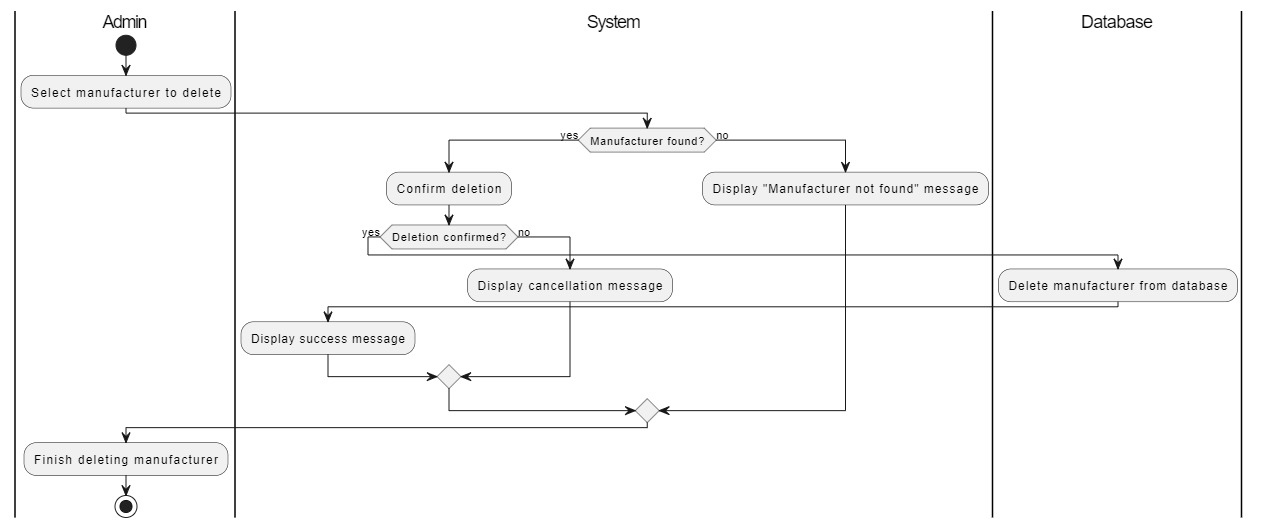 Admin
System
Database
Select manufacturer to delete
yes
Manufacturer found?
no
Confirm deletion
Display "Manufacturer not found" message
yes
Deletion confirmed?
no
Display cancellation message
Delete manufacturer from database
Display success message
Finish deleting manufacturer